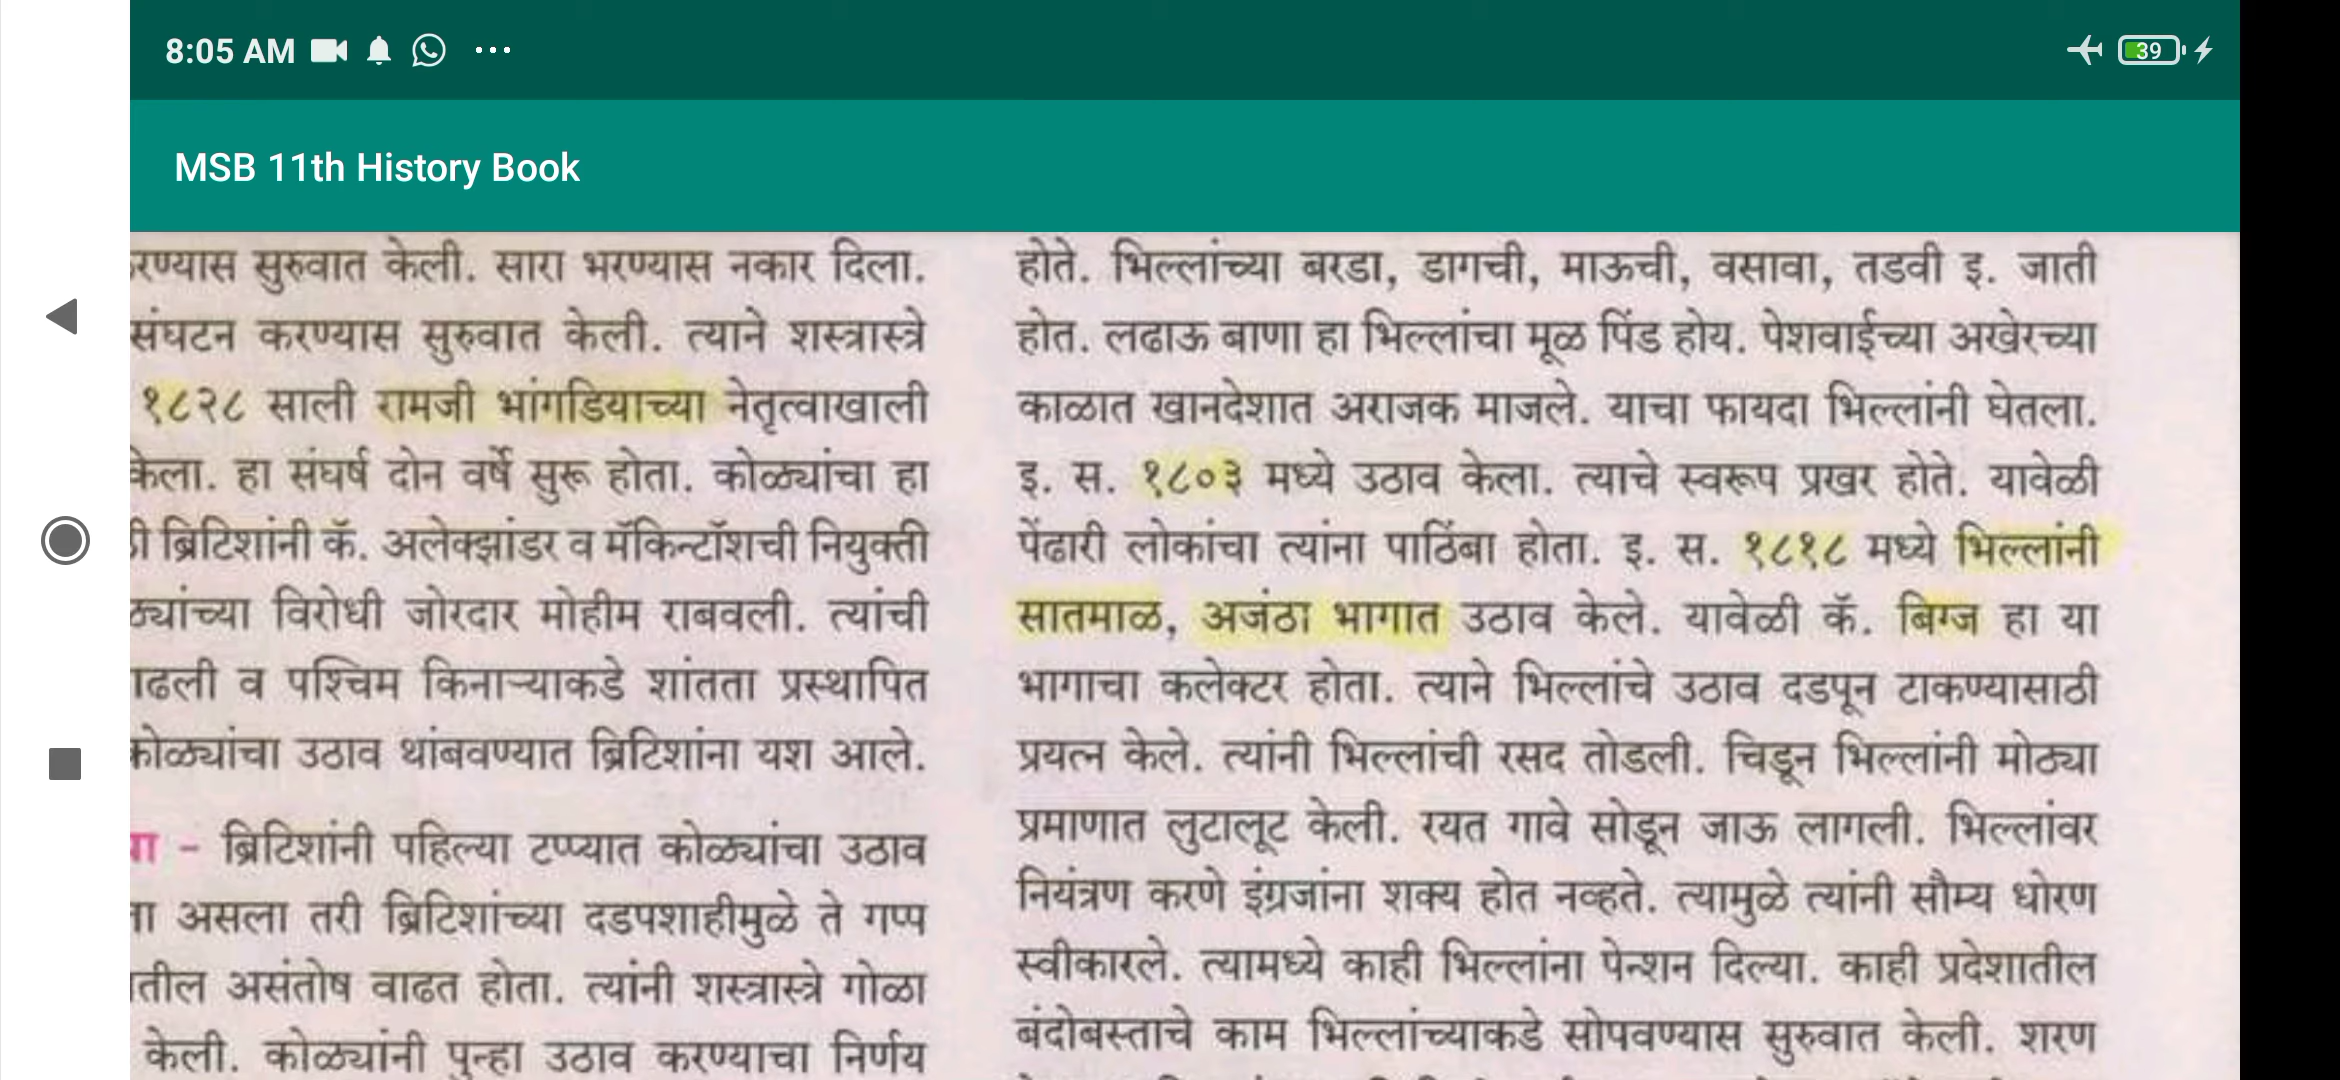 8:05 AM
39
MSB 11th History Book
करण्यास सुरुवात केली. सारा भरण्यास नकार दिला.
संघटन करण्यास सुरुवात केली. त्याने शस्त्रास्त्रे
१८२८ साली रामजी भांगडियाच्या नेतृत्वाखाली
केला. हा संघर्ष दोन वर्षे सुरू होता. कोळ्यांचा हा
ब्रिटिशांनी कॅ. अलेक्झांडर व मॅकिन्टॉशची नियुक्ती
विरोधी जोरदार मोहीम राबवली. त्यांची
व पश्चिम किनाऱ्याकडे शांतता प्रस्थापित
कोळ्यांचा उठाव थांबवण्यात ब्रिटिशांना यश आले.
– ब्रिटिशांनी पहिल्या टप्प्यात कोळ्यांचा उठाव
असला तरी ब्रिटिशांच्या दडपशाहीमुळे ते गप्प
असंतोष वाढत होता. त्यांनी शस्त्रास्त्रे गोळा
केली. कोळ्यांनी पुन्हा उठाव करण्याचा निर्णय
होते. भिल्लांच्या बरडा, डागची, माऊची, वसावा, तडवी इ. जाती
होत. लढाऊ बाणा हा भिल्लांचा मूळ पिंड होय. पेशवाईच्या अखेरच्या
काळात खानदेशात अराजक माजले. याचा फायदा भिल्लांनी घेतला.
इ. स. १८०३ मध्ये उठाव केला. त्याचे स्वरूप प्रखर होते. यावेळी
पेंढारी लोकांचा त्यांना पाठिंबा होता. इ. स. १८१८ मध्ये भिल्लांनी
सातमाळ, अजंठा भागात उठाव केले. यावेळी कॅ. बिग्ज हा या
भागाचा कलेक्टर होता. त्याने भिल्लांचे उठाव दडपून टाकण्यासाठी
प्रयत्न केले. त्यांनी भिल्लांची रसद तोडली. चिडून भिल्लांनी मोठ्या
प्रमाणात लुटालूट केली. रयत गावे सोडून जाऊ लागली. भिल्लांवर
नियंत्रण करणे इंग्रजांना शक्य होत नव्हते. त्यामुळे त्यांनी सौम्य धोरण
स्वीकारले. त्यामध्ये काही भिल्लांना पेन्शन दिल्या. काही प्रदेशातील
बंदोबस्ताचे काम भिल्लांच्याकडे सोपवण्यास सुरुवात केली. शरण